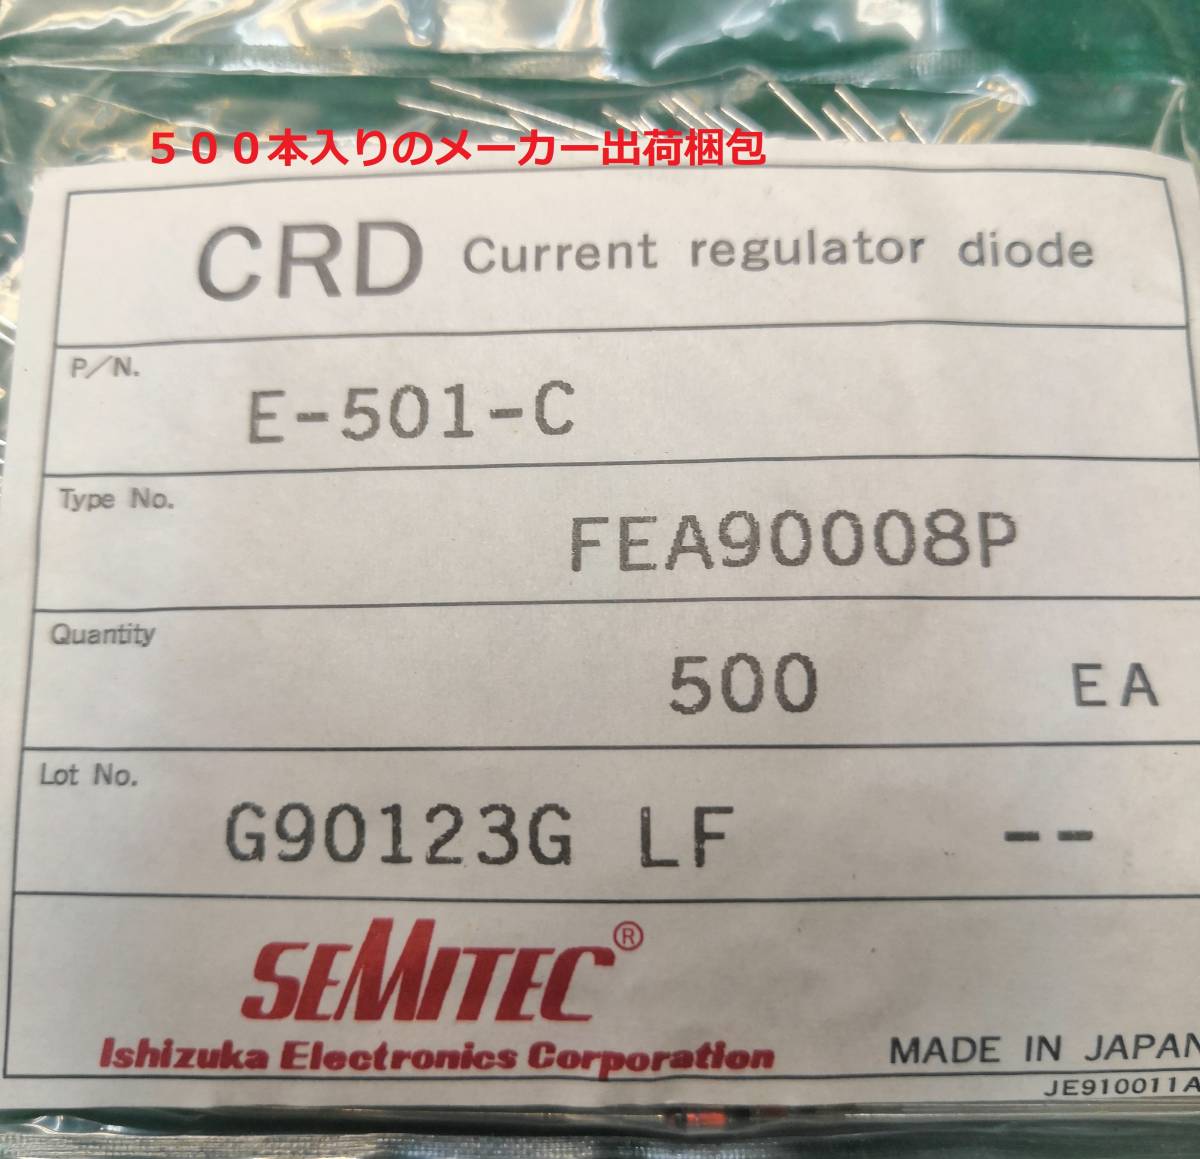 ５００本入りのメーカー出荷梱包
CRD Current regulator diode
P/N.
E-501-C
Type No.
FEA90008P
Quantity
500 EA
Lot No.
G90123G LF --
SEMITEC®
Ishizuka Electronics Corporation
MADE IN JAPAN
JE910011A